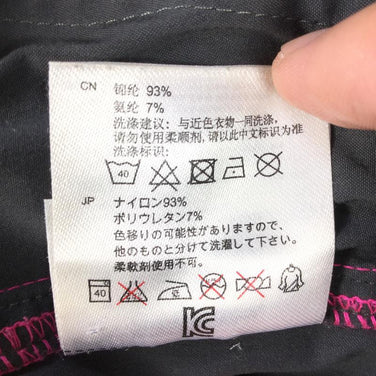 CN 锦纶 93%
氨纶 7%
洗涤建议: 与近色衣物一同洗涤,
请勿使用柔顺剂, 请以此中文标识为准
洗涤标识:
40
JP ナイロン93%
ポリウレタン7%
色移りの可能性がありますので、
他のものと分けて洗濯して下さい。
柔軟剤使用不可。
40